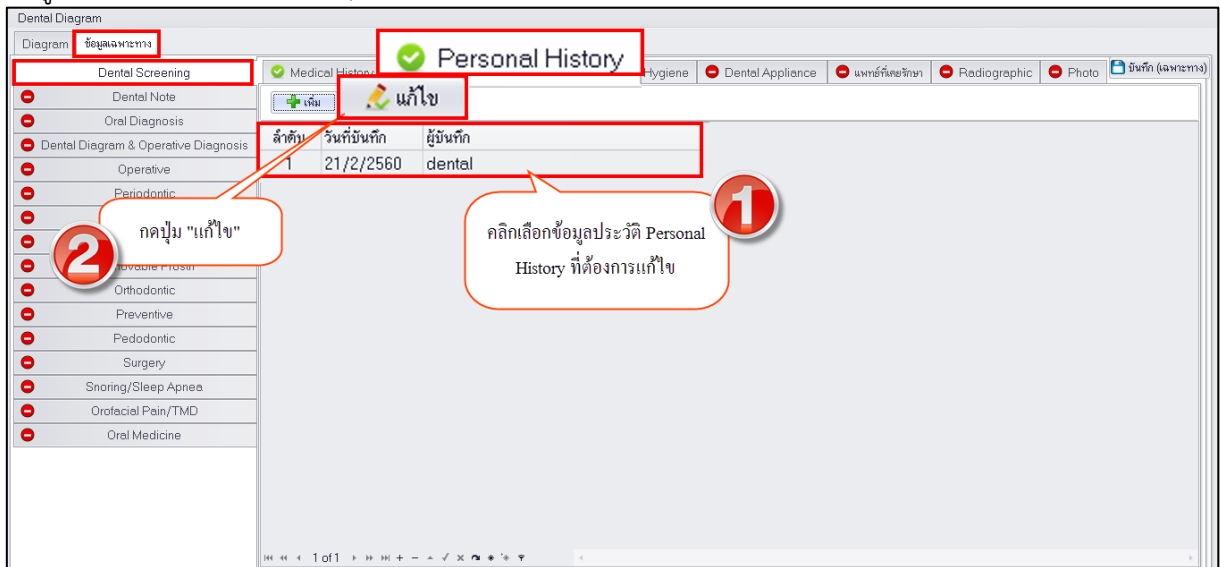 Dental Diagram
Diagram
ข้อมูลเฉพาะทาง
Dental Screening
Dental Note
Oral Diagnosis
Dental Diagram & Operative Diagnosis
Operative
Periodontic
Orthodontic
Preventive
Pedodontic
Surgery
Snoring/Sleep Apnea
Orofacial Pain/TMD
Oral Medicine
Medical History
Personal History
Hygiene
Dental Appliance
แพทย์ที่เคยรักษา
Radiographic
Photo
บันทึก (เฉพาะทาง)
เพิ่ม
แก้ไข
ลำดับ วันที่บันทึก ผู้บันทึก
1 21/2/2560 dental
1
คลิกเลือกข้อมูลประวัติ Personal
History ที่ต้องการแก้ไข
2
กดปุ่ม "แก้ไข"
1 of 1